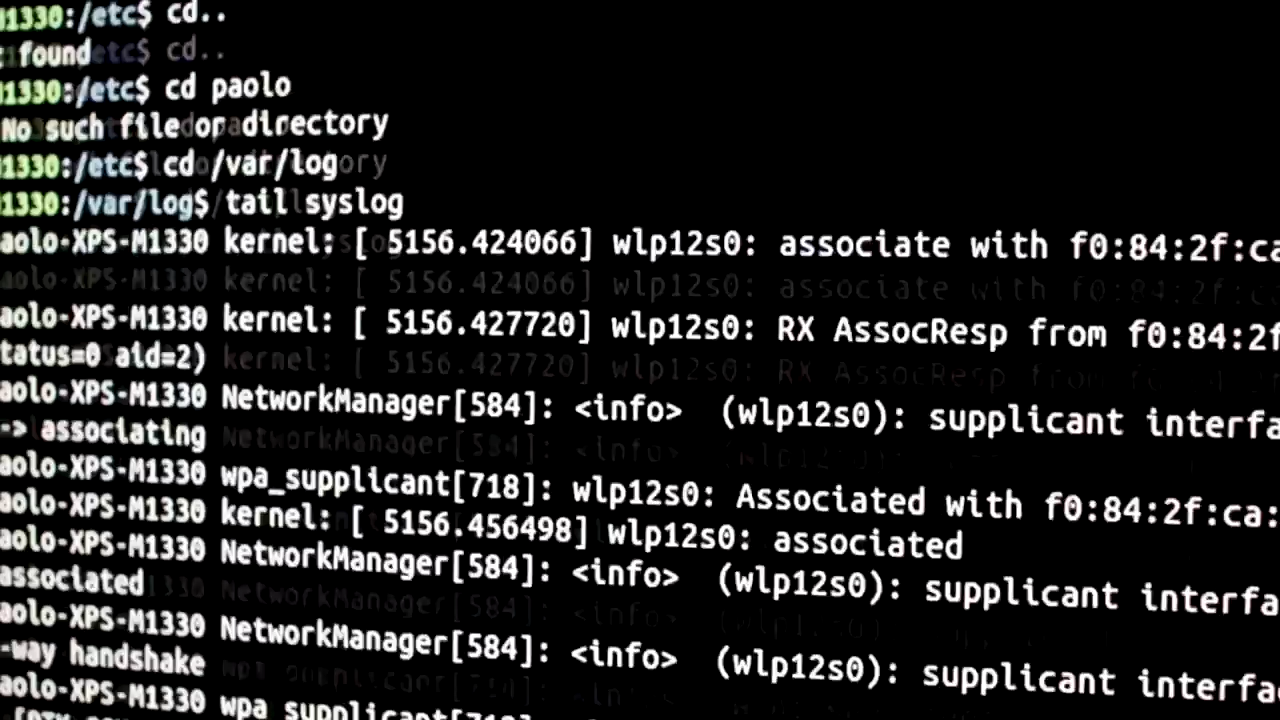 1330:/etc$ cd..
found
1330:/etc$ cd paolo
No such file or directory
1330:/etc$ cd /var/log
1330:/var/log$ tail syslog
aolo-XPS-M1330 kernel: [ 5156.424066] wlp12s0: associate with f0:84:2f:ca
aolo-XPS-M1330 kernel: [ 5156.427720] wlp12s0: RX AssocResp from f0:84:2f
tatus=0 aid=2)
aolo-XPS-M1330 NetworkManager[584]: <info> (wlp12s0): supplicant interfa
-> associating
aolo-XPS-M1330 wpa_supplicant[718]: wlp12s0: Associated with f0:84:2f:ca:
aolo-XPS-M1330 kernel: [ 5156.456498] wlp12s0: associated
aolo-XPS-M1330 NetworkManager[584]: <info> (wlp12s0): supplicant interfa
associated
aolo-XPS-M1330 NetworkManager[584]: <info> (wlp12s0): supplicant interfa
-way handshake
aolo-XPS-M1330 wpa_supplicant[718]: